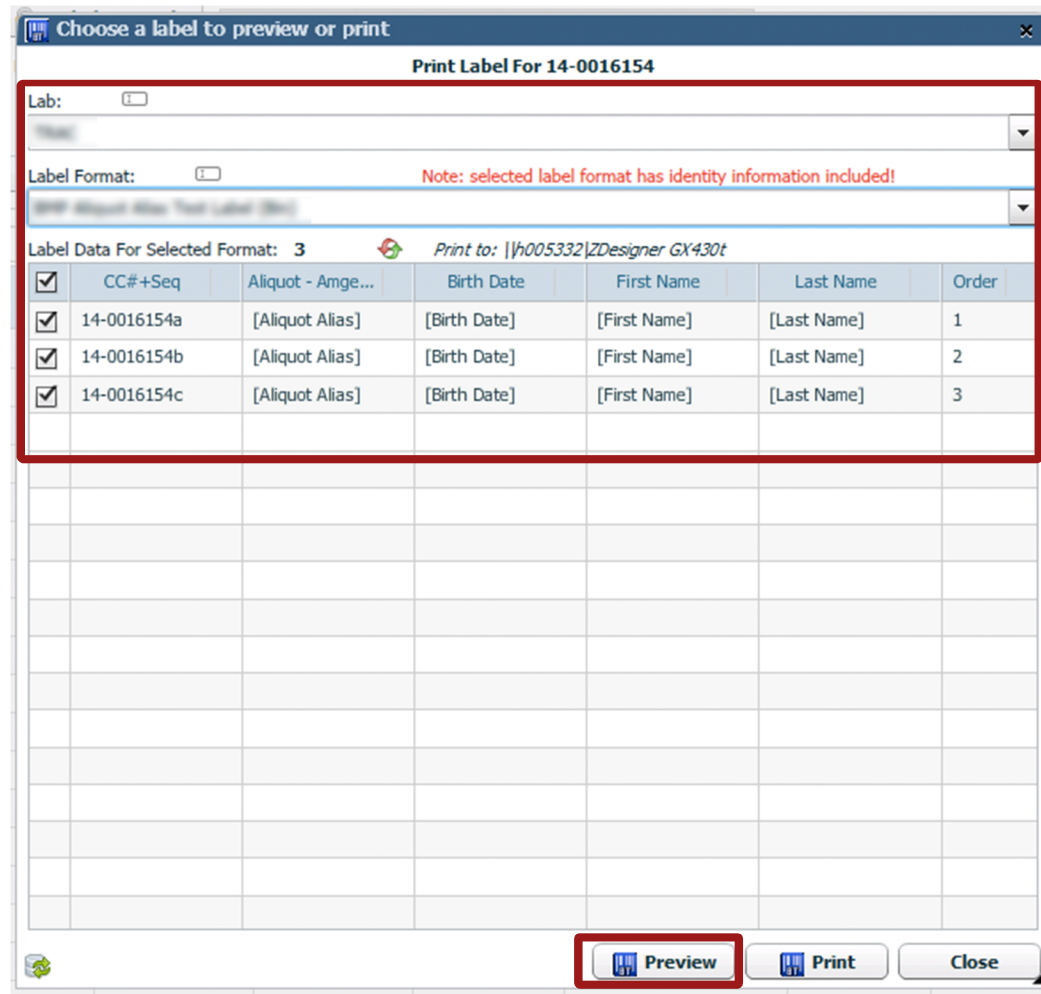 Choose a label to preview or print
Print Label For 14-0016154
Lab:
Label Format: Note: selected label format has identity information included!
Label Data For Selected Format: 3 Print to: \\h005332\ZDesigner GX430t
CC#+Seq Aliquot - Amge... Birth Date First Name Last Name Order
14-0016154a [Aliquot Alias] [Birth Date] [First Name] [Last Name] 1
14-0016154b [Aliquot Alias] [Birth Date] [First Name] [Last Name] 2
14-0016154c [Aliquot Alias] [Birth Date] [First Name] [Last Name] 3
Preview Print Close